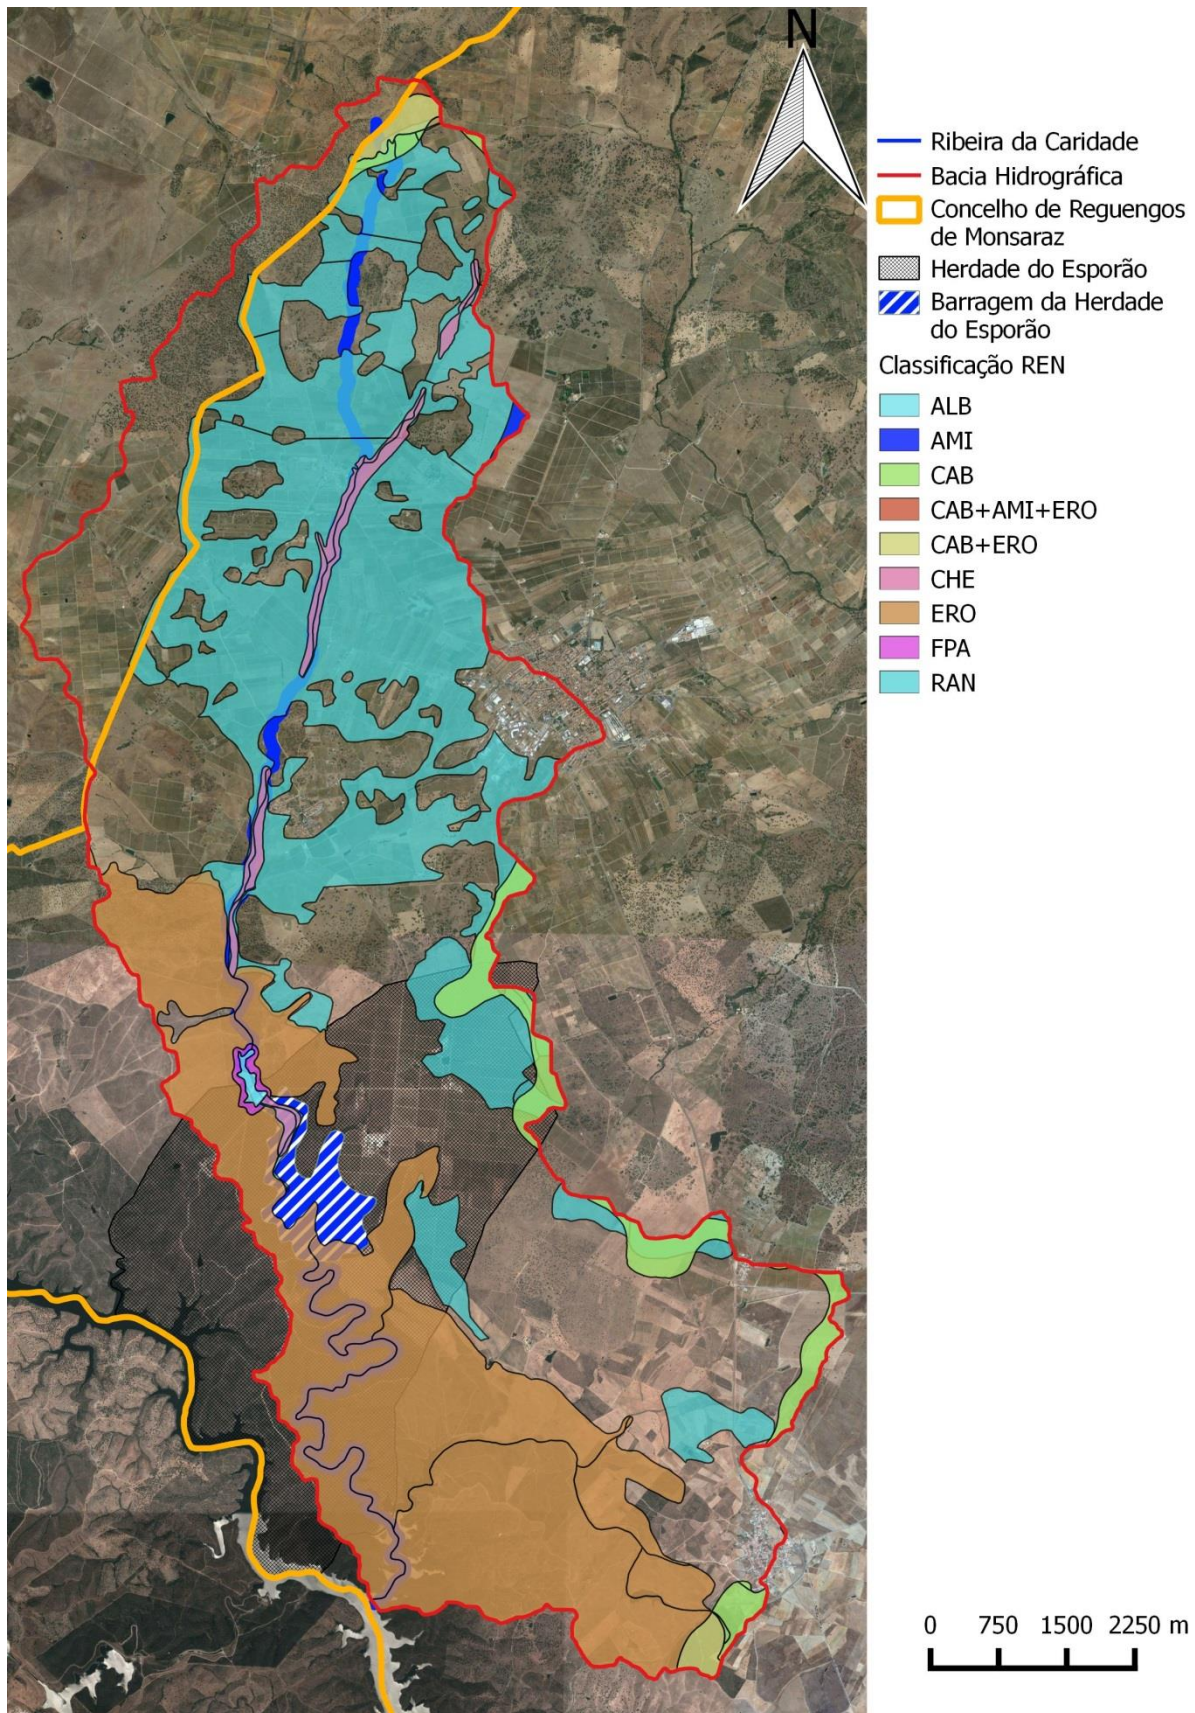 N
Ribeira da Caridade
Bacia Hidrográfica
Concelho de Reguengos
de Monsaraz
Herdade do Esporão
Barragem da Herdade
do Esporão
Classificação REN
ALB
AMI
CAB
CAB+AMI+ERO
CAB+ERO
CHE
ERO
FPA
RAN
0 750 1500 2250 m